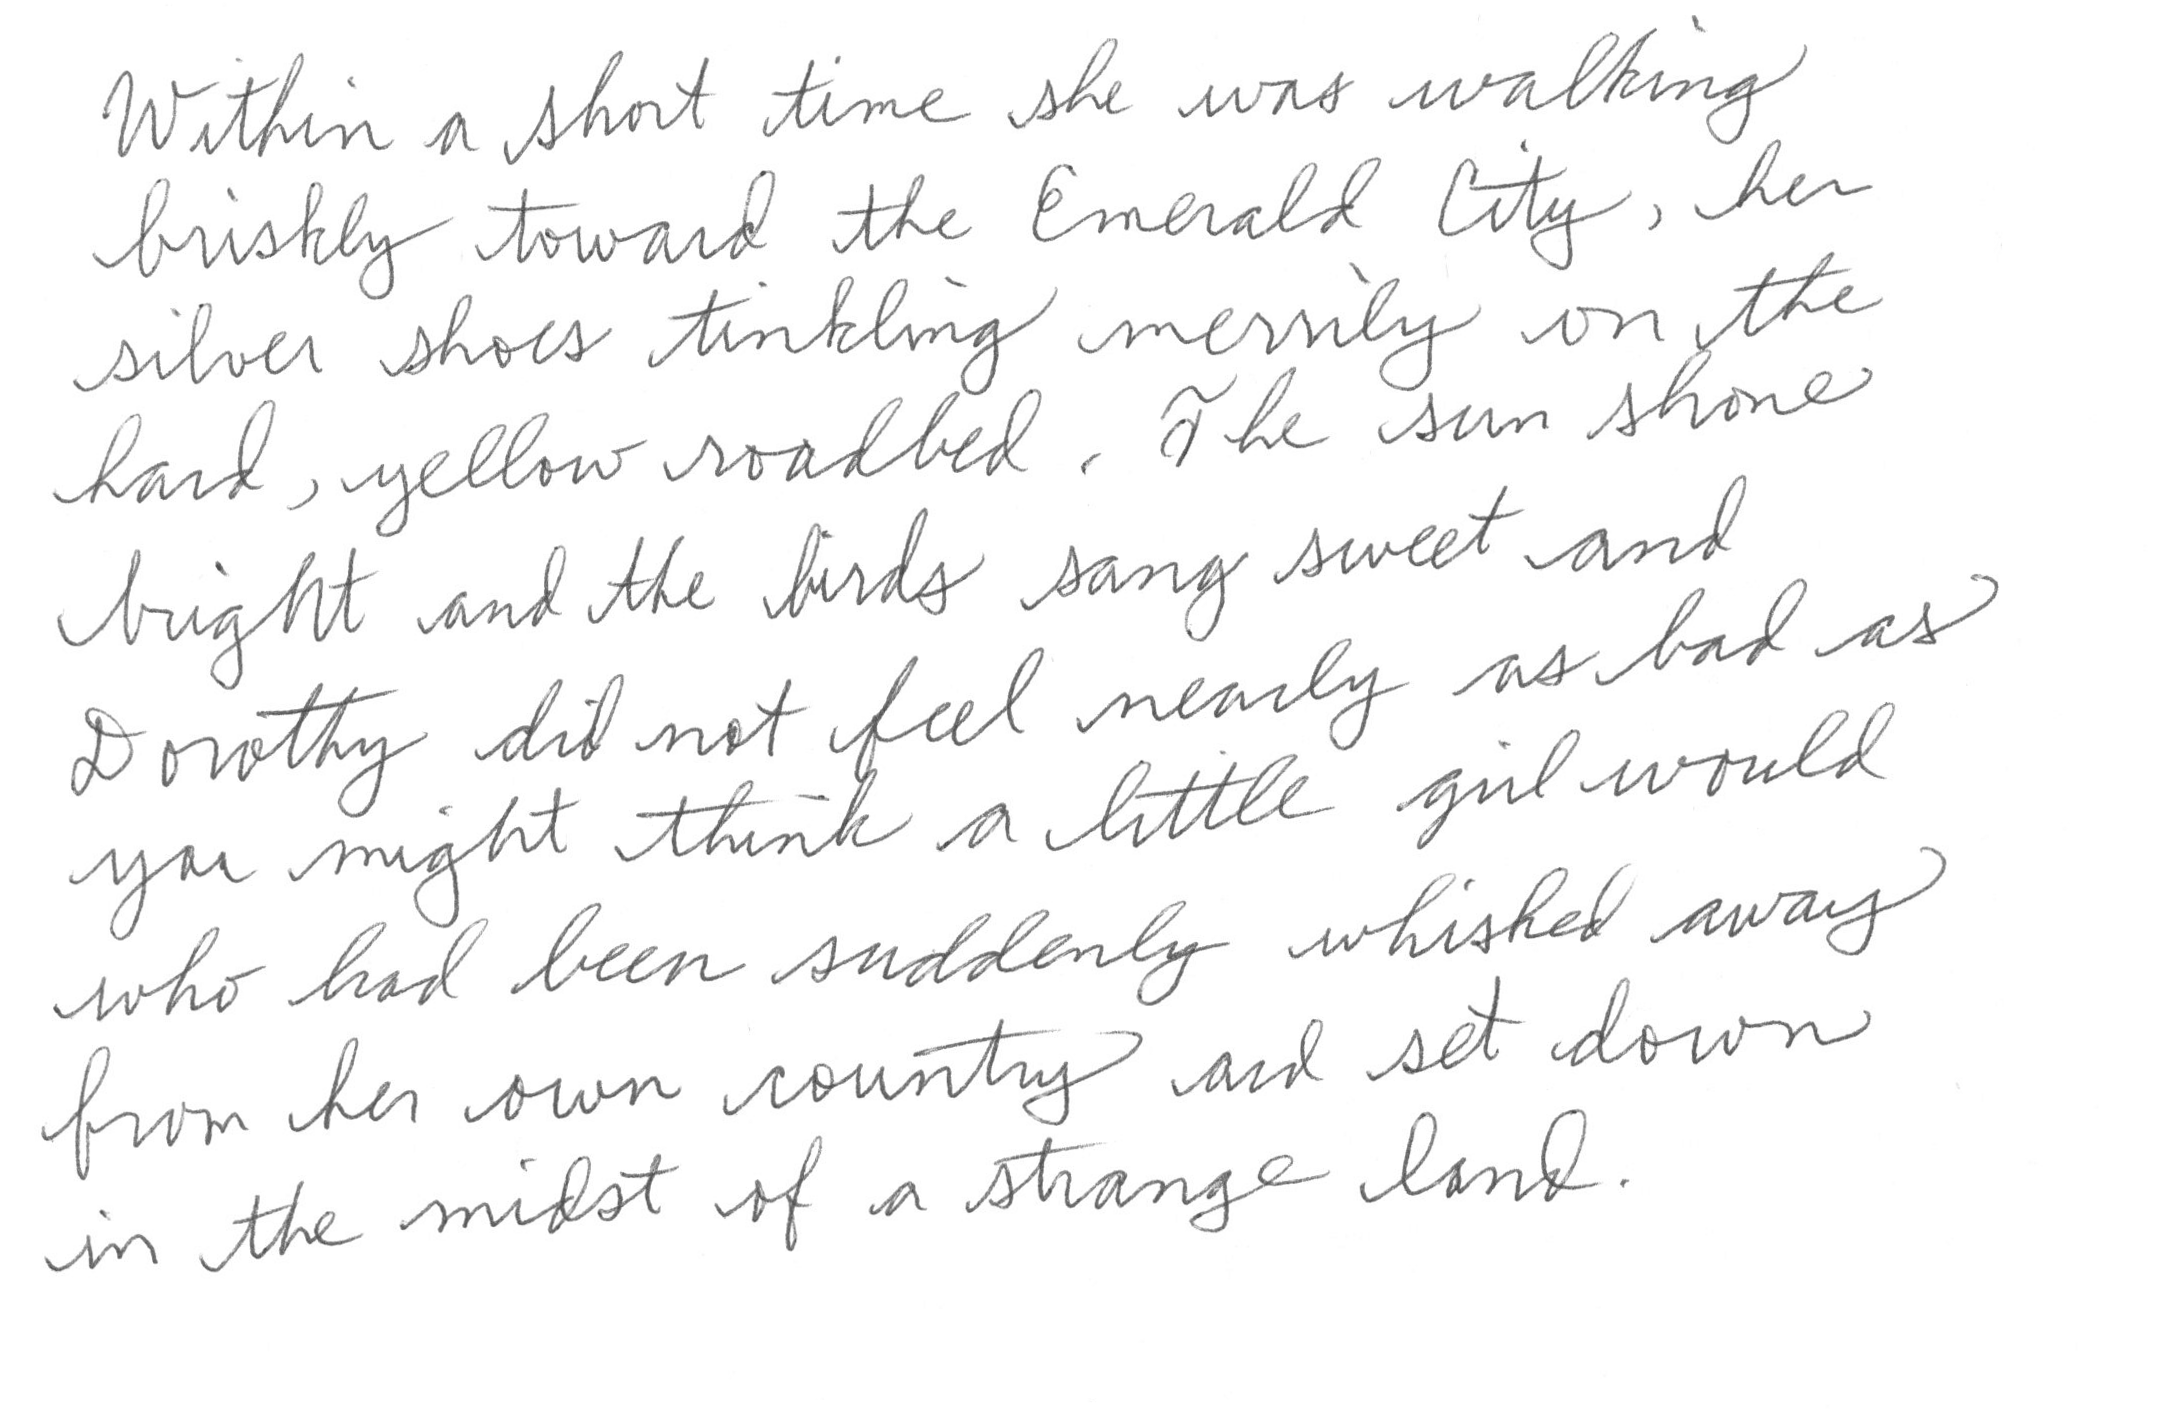 Within a short time she was walking
briskly toward the Emerald City, her
silver shoes tinkling merrily on the
hard, yellow roadbed. The sun shone
bright and the birds sang sweet and
Dorothy did not feel nearly as bad as
you might think a little girl would
who had been suddenly whisked away
from her own country and set down
in the midst of a strange land.